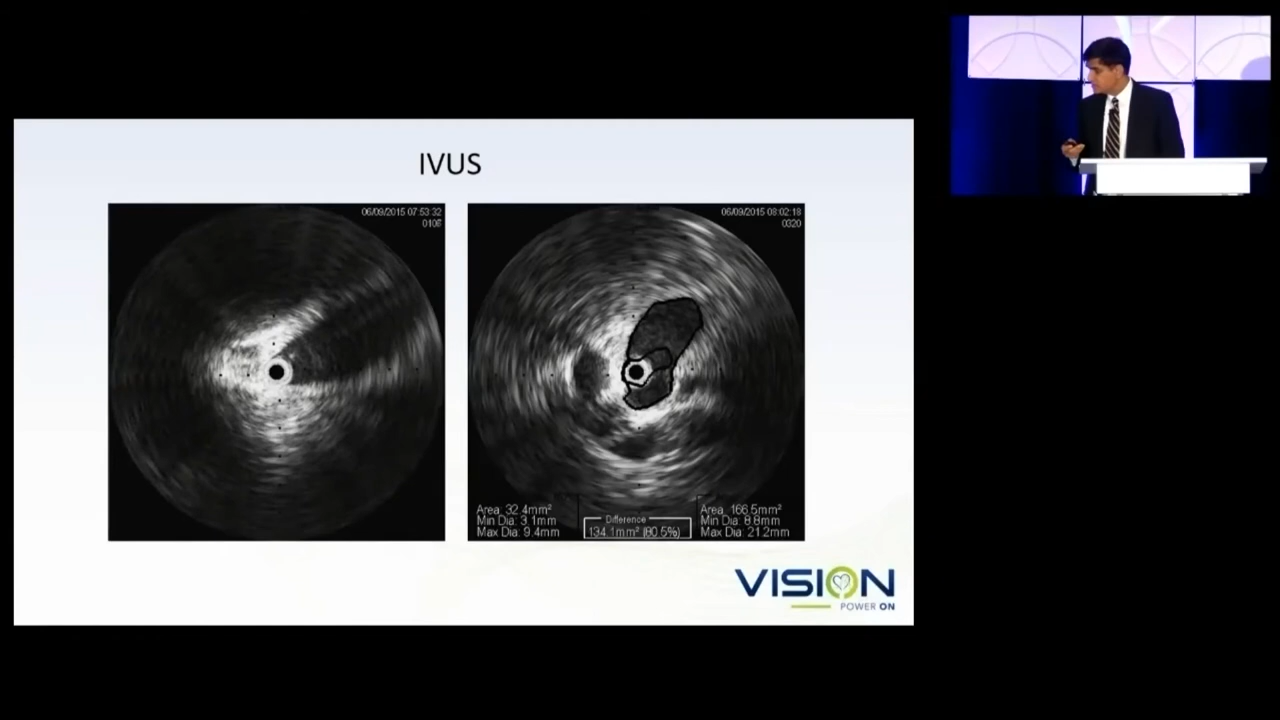 IVUS
06/09/2015 07:53:32
0106
06/09/2015 08:02:18
0320
Area: 32.4mm²
Min Dia: 3.1mm
Max Dia: 9.4mm
Difference
134.1mm² (80.5%)
Area: 166.5mm²
Min Dia: 8.8mm
Max Dia: 21.2mm
VISION
POWER ON